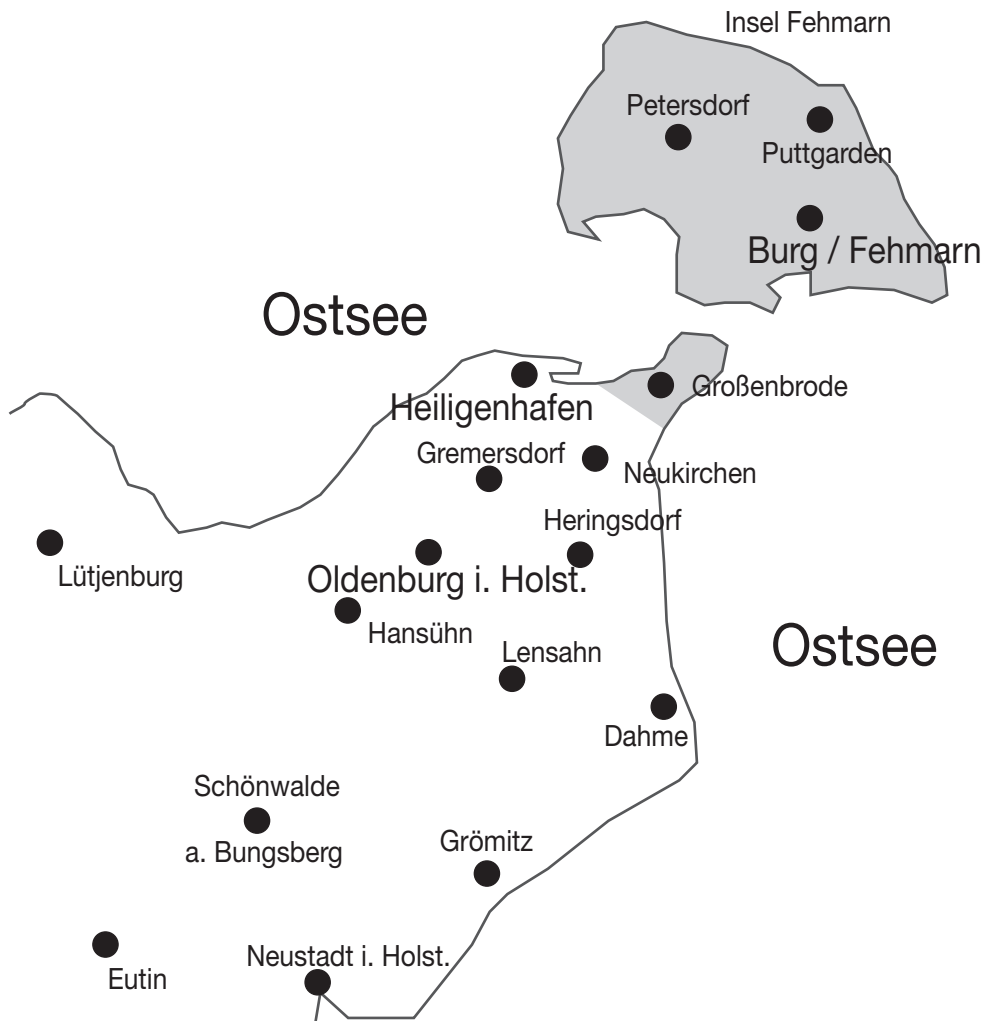 Insel Fehmarn
Petersdorf
Puttgarden
Burg / Fehmarn
Ostsee
Großenbrode
Heiligenhafen
Gremersdorf
Neukirchen
Heringsdorf
Lütjenburg
Oldenburg i. Holst.
Hansühn
Ostsee
Lensahn
Dahme
Schönwalde
a. Bungsberg
Grömitz
Neustadt i. Holst.
Eutin